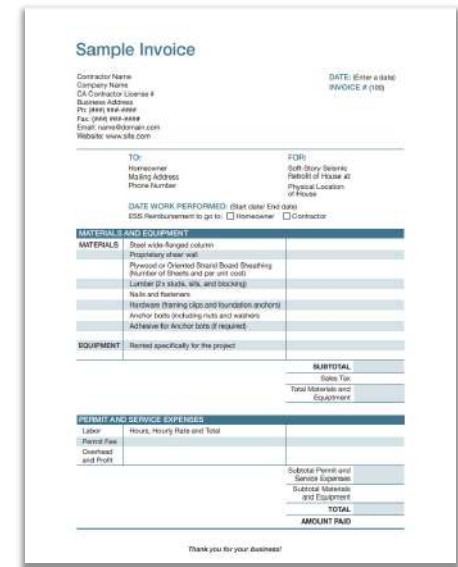 Sample Invoice
Contractor Name
Company Name
CA Contractor License #
Business Address
Ph: (###) ###-####
Fax: (###) ###-####
Email: name@domain.com
Website: www.site.com
DATE: (Enter a date)
INVOICE # (100)
TO:
Homeowner
Mailing Address
Phone Number
FOR:
Soft-Story Seismic
Retrofit of House at:
Physical Location
of House
DATE WORK PERFORMED: (Start date/ End date)
ESS Reimbursement to go to: Homeowner Contractor
MATERIALS AND EQUIPMENT
MATERIALS Steel wide-flanged column
Proprietary shear wall
Plywood or Oriented Strand Board Sheathing
(Number of Sheets and per unit cost)
Lumber (2x studs, sills, and blocking)
Nails and fasteners
Hardware (framing clips and foundation anchors)
Anchor bolts (including nuts and washers
Adhesive for Anchor bolts (if required)
EQUIPMENT Rented specifically for the project
SUBTOTAL
Sales Tax
Total Materials and
Equiptment
PERMIT AND SERVICE EXPENSES
Labor Hours, Hourly Rate and Total
Permit Fee
Overhead
and Profit
Subtotal Permit and
Service Expenses
Subtotal Materials
and Equipment
TOTAL
AMOUNT PAID
Thank you for your business!